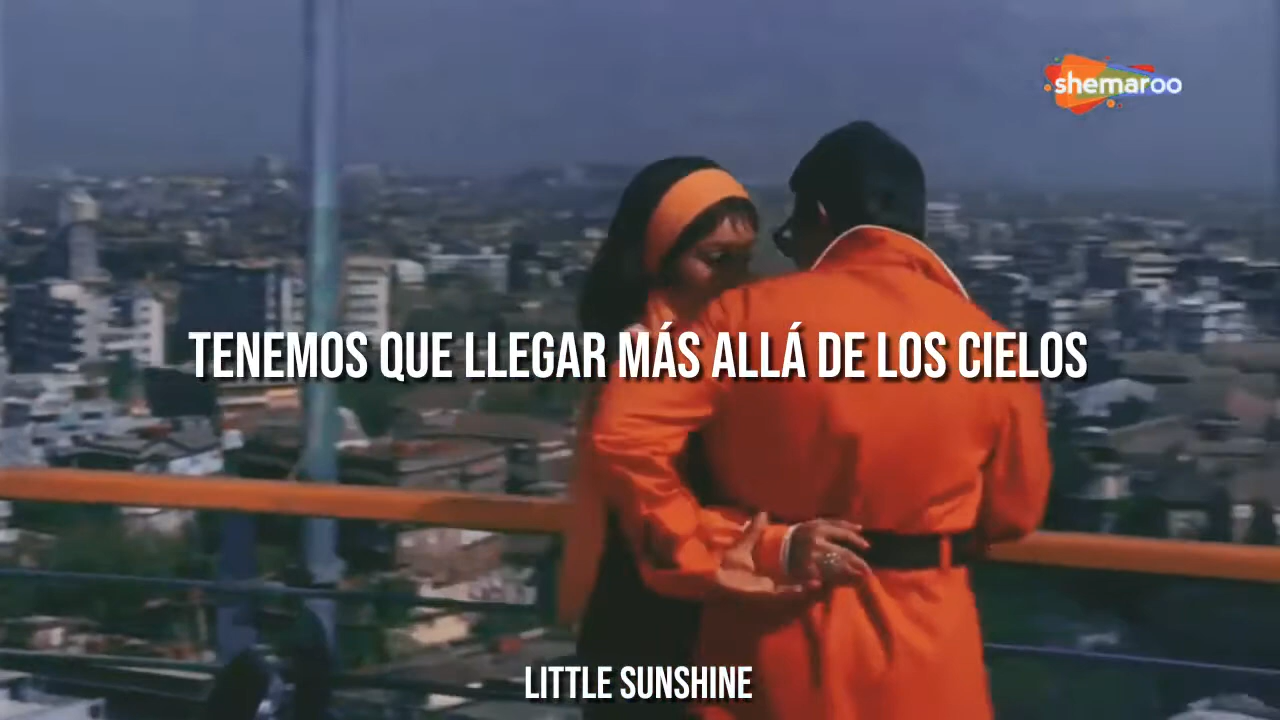 shemaroo
TENEMOS QUE LLEGAR MÁS ALLÁ DE LOS CIELOS
LITTLE SUNSHINE